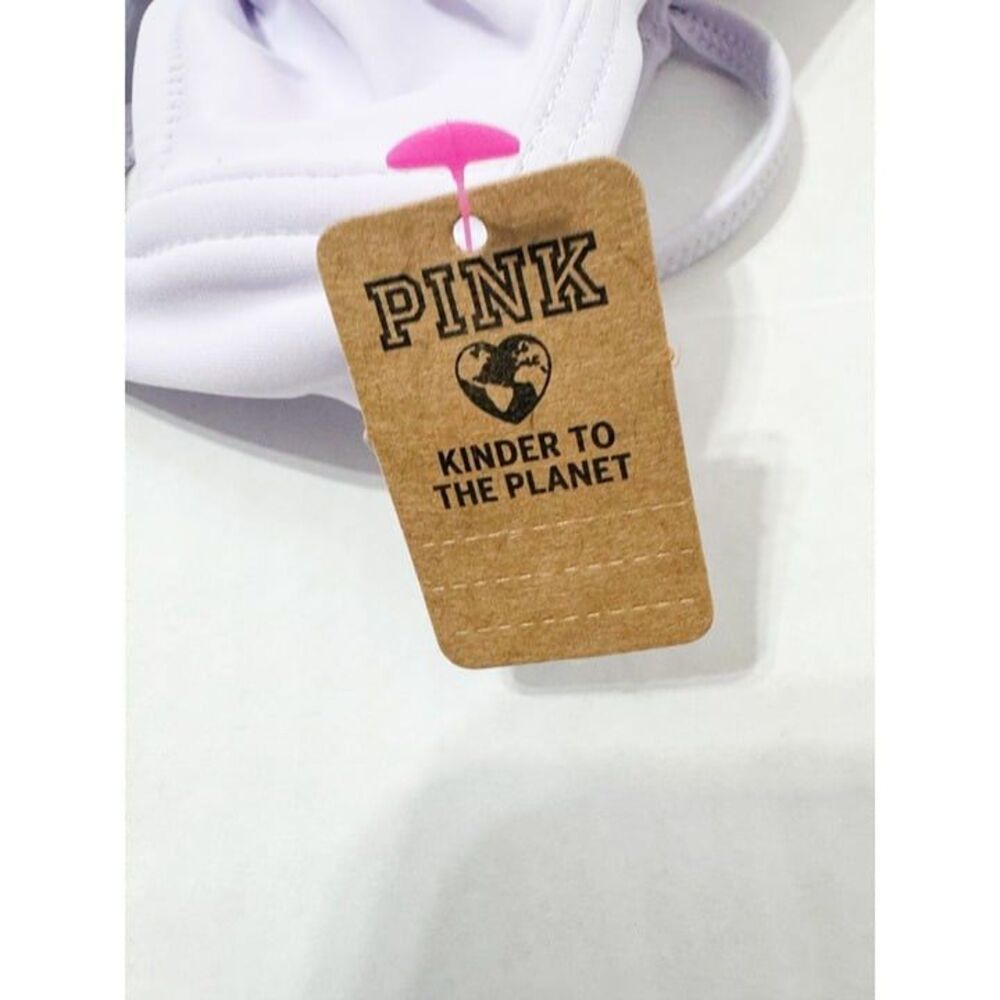 PINK
KINDER TO
THE PLANET